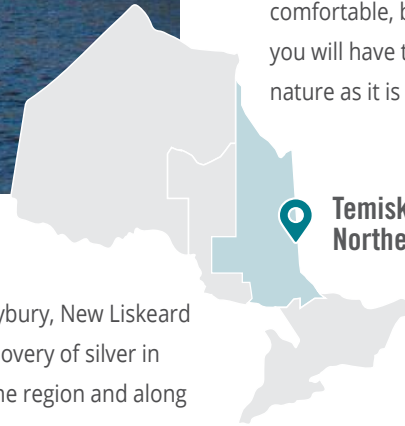 comfortable, b
you will have t
nature as it is
Temisk
Northe
ybury, New Liskeard
overy of silver in
ne region and along